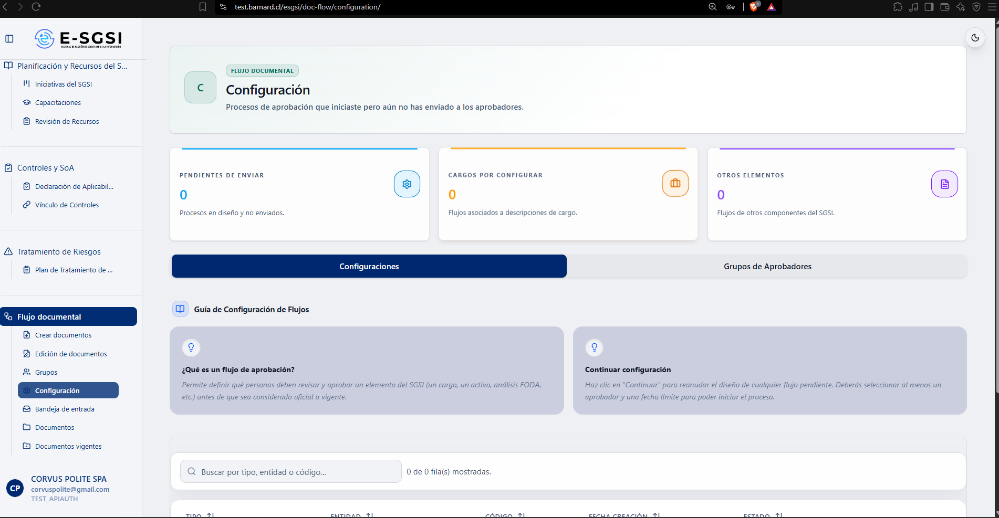 test.barnard.cl/esgsi/doc-flow/configuration/
1
E-SGSI
SISTEMAS DE GESTIÓN DE SEGURIDAD DE LA INFORMACIÓN
Planificación y Recursos del S...
Iniciativas del SGSI
Capacitaciones
Revisión de Recursos
Controles y SoA
Declaración de Aplicabil...
Vínculo de Controles
Tratamiento de Riesgos
Plan de Tratamiento de ...
Flujo documental
Crear documentos
Edición de documentos
Grupos
Configuración
Bandeja de entrada
Documentos
Documentos vigentes
CP
CORVUS POLITE SPA
corvuspolite@gmail.com
TEST_APIAUTH
C
FLUJO DOCUMENTAL
Configuración
Procesos de aprobación que iniciaste pero aún no has enviado a los aprobadores.
PENDIENTES DE ENVIAR
0
Procesos en diseño y no enviados.
CARGOS POR CONFIGURAR
0
Flujos asociados a descripciones de cargo.
OTROS ELEMENTOS
0
Flujos de otros componentes del SGSI.
Configuraciones
Grupos de Aprobadores
Guía de Configuración de Flujos
¿Qué es un flujo de aprobación?
Permite definir qué personas deben revisar y aprobar un elemento del SGSI (un cargo, un activo, análisis FODA,
etc.) antes de que sea considerado oficial o vigente.
Continuar configuración
Haz clic en "Continuar" para reanudar el diseño de cualquier flujo pendiente. Deberás seleccionar al menos un
aprobador y una fecha límite para poder iniciar el proceso.
Buscar por tipo, entidad o código...
0 de 0 fila(s) mostradas.
TIPO
ENTIDAD
CÓDIGO
FECHA CREACIÓN
ESTADO